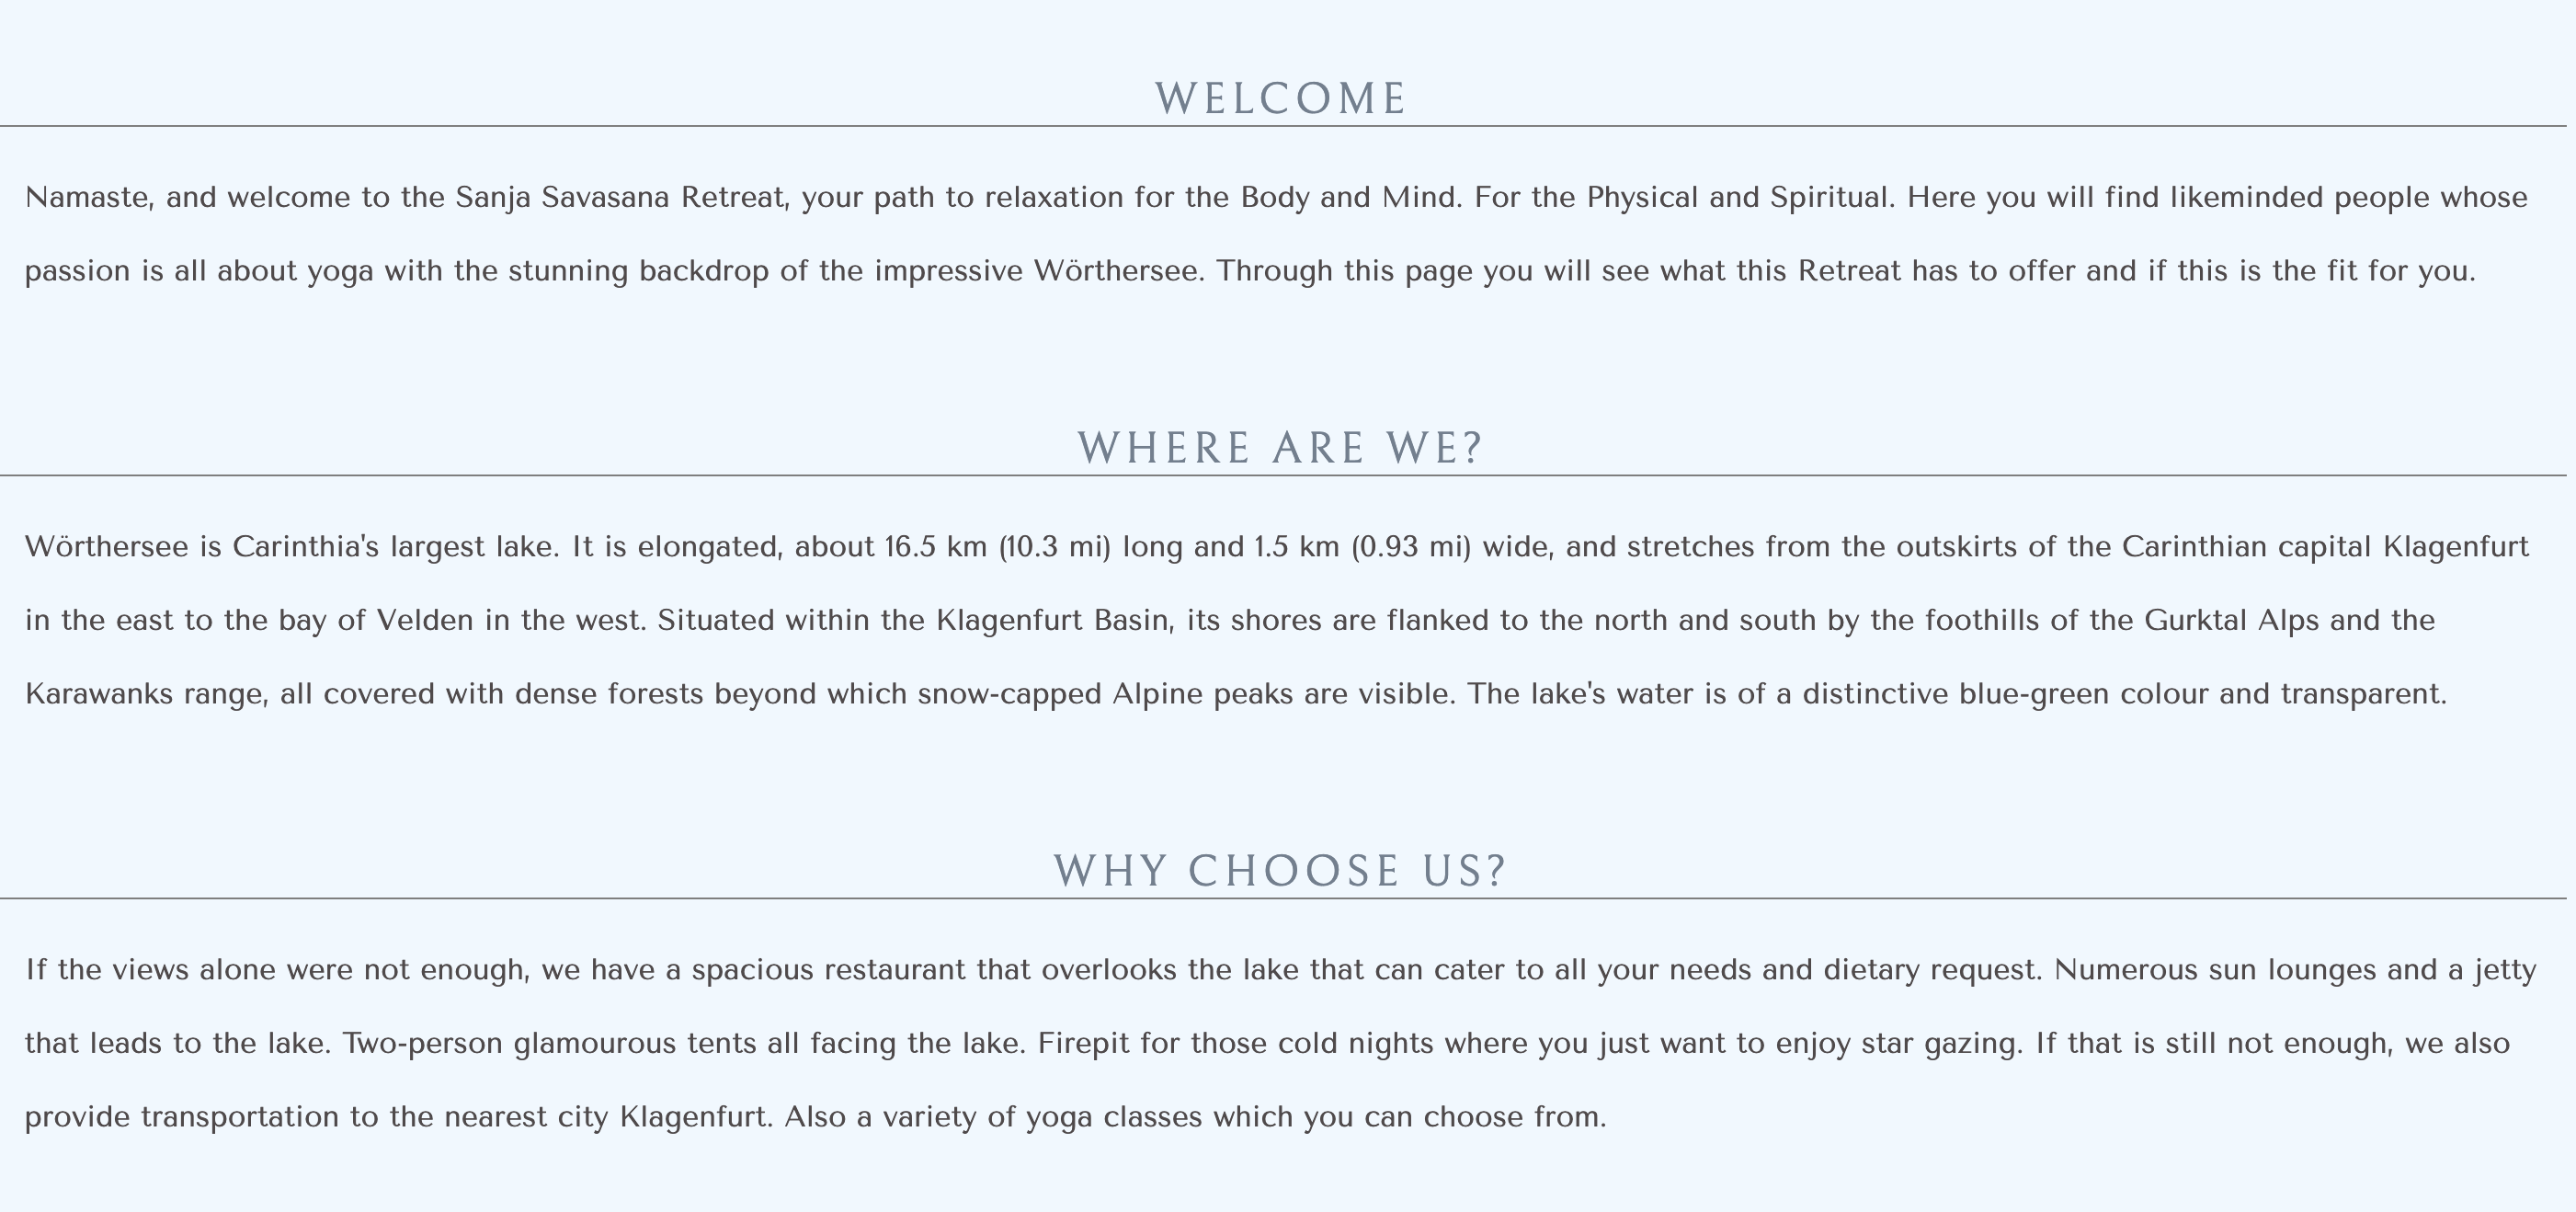 WELCOME
Namaste, and welcome to the Sanja Savasana Retreat, your path to relaxation for the Body and Mind. For the Physical and Spiritual. Here you will find likeminded people whose
passion is all about yoga with the stunning backdrop of the impressive Wörthersee. Through this page you will see what this Retreat has to offer and if this is the fit for you.
WHERE ARE WE?
Wörthersee is Carinthia's largest lake. It is elongated, about 16.5 km (10.3 mi) long and 1.5 km (0.93 mi) wide, and stretches from the outskirts of the Carinthian capital Klagenfurt
in the east to the bay of Velden in the west. Situated within the Klagenfurt Basin, its shores are flanked to the north and south by the foothills of the Gurktal Alps and the
Karawanks range, all covered with dense forests beyond which snow-capped Alpine peaks are visible. The lake's water is of a distinctive blue-green colour and transparent.
WHY CHOOSE US?
If the views alone were not enough, we have a spacious restaurant that overlooks the lake that can cater to all your needs and dietary request. Numerous sun lounges and a jetty
that leads to the lake. Two-person glamourous tents all facing the lake. Firepit for those cold nights where you just want to enjoy star gazing. If that is still not enough, we also
provide transportation to the nearest city Klagenfurt. Also a variety of yoga classes which you can choose from.